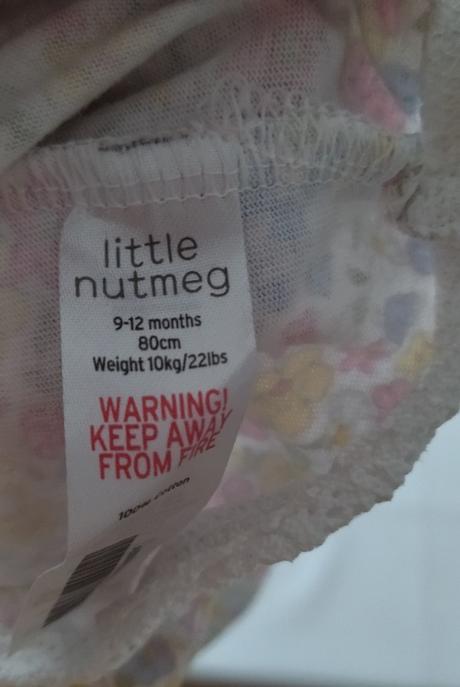 little
nutmeg
9-12 months
80cm
Weight 10kg/22lbs
WARNING!
KEEP AWAY
FROM FIRE
100% cotton